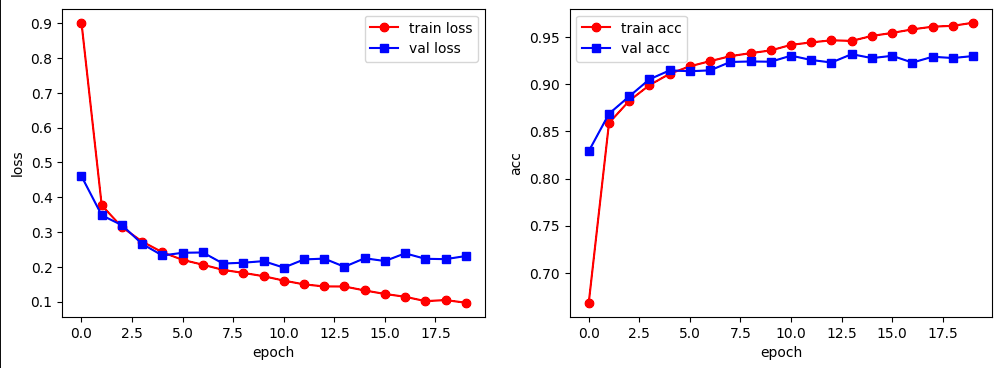 0.9
0.8
0.7
0.6
0.5
0.4
0.3
0.2
0.1
loss
train loss
val loss
0.0 2.5 5.0 7.5 10.0 12.5 15.0 17.5
epoch
0.95
0.90
0.85
0.80
0.75
0.70
acc
train acc
val acc
0.0 2.5 5.0 7.5 10.0 12.5 15.0 17.5
epoch